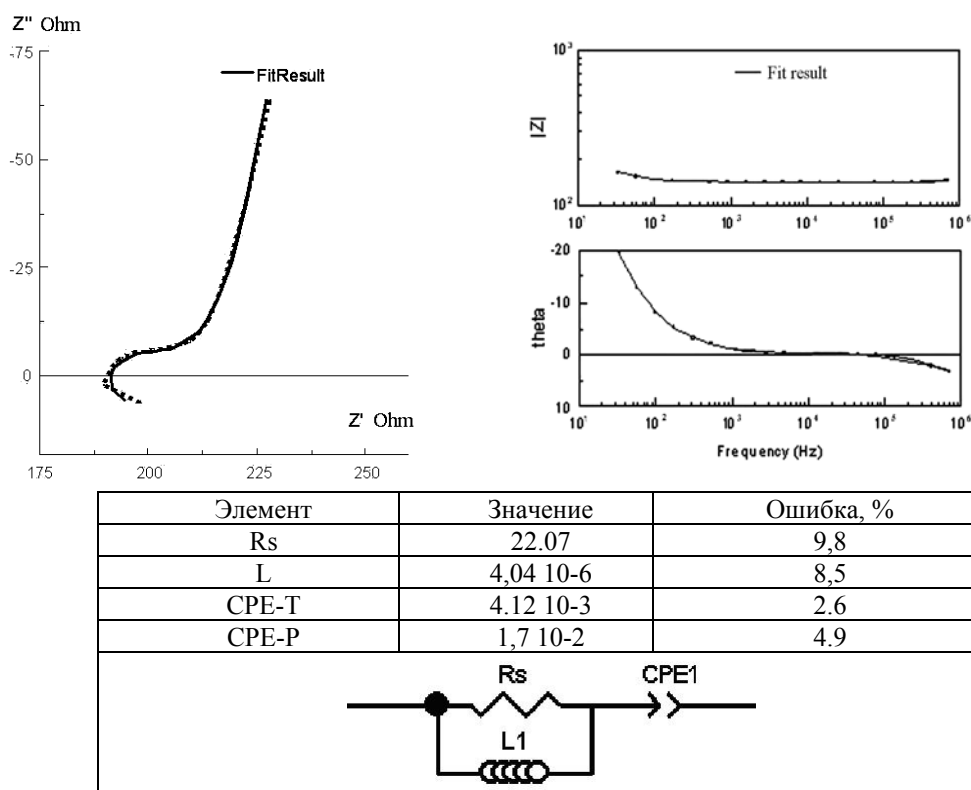 Z'' Ohm
-75
FitResult
-50
-25
0
Z' Ohm
175
200
225
250
10³
Fit result
|Z|
10²
10¹ 10² 10³ 10⁴ 10⁵ 10⁶
-20
-10
theta
0
10
10¹ 10² 10³ 10⁴ 10⁵ 10⁶
Frequency (Hz)
Элемент Значение Ошибка, %
Rs 22.07 9,8
L 4,04 10-6 8,5
CPE-T 4.12 10-3 2.6
CPE-P 1,7 10-2 4.9
Rs CPE1
L1